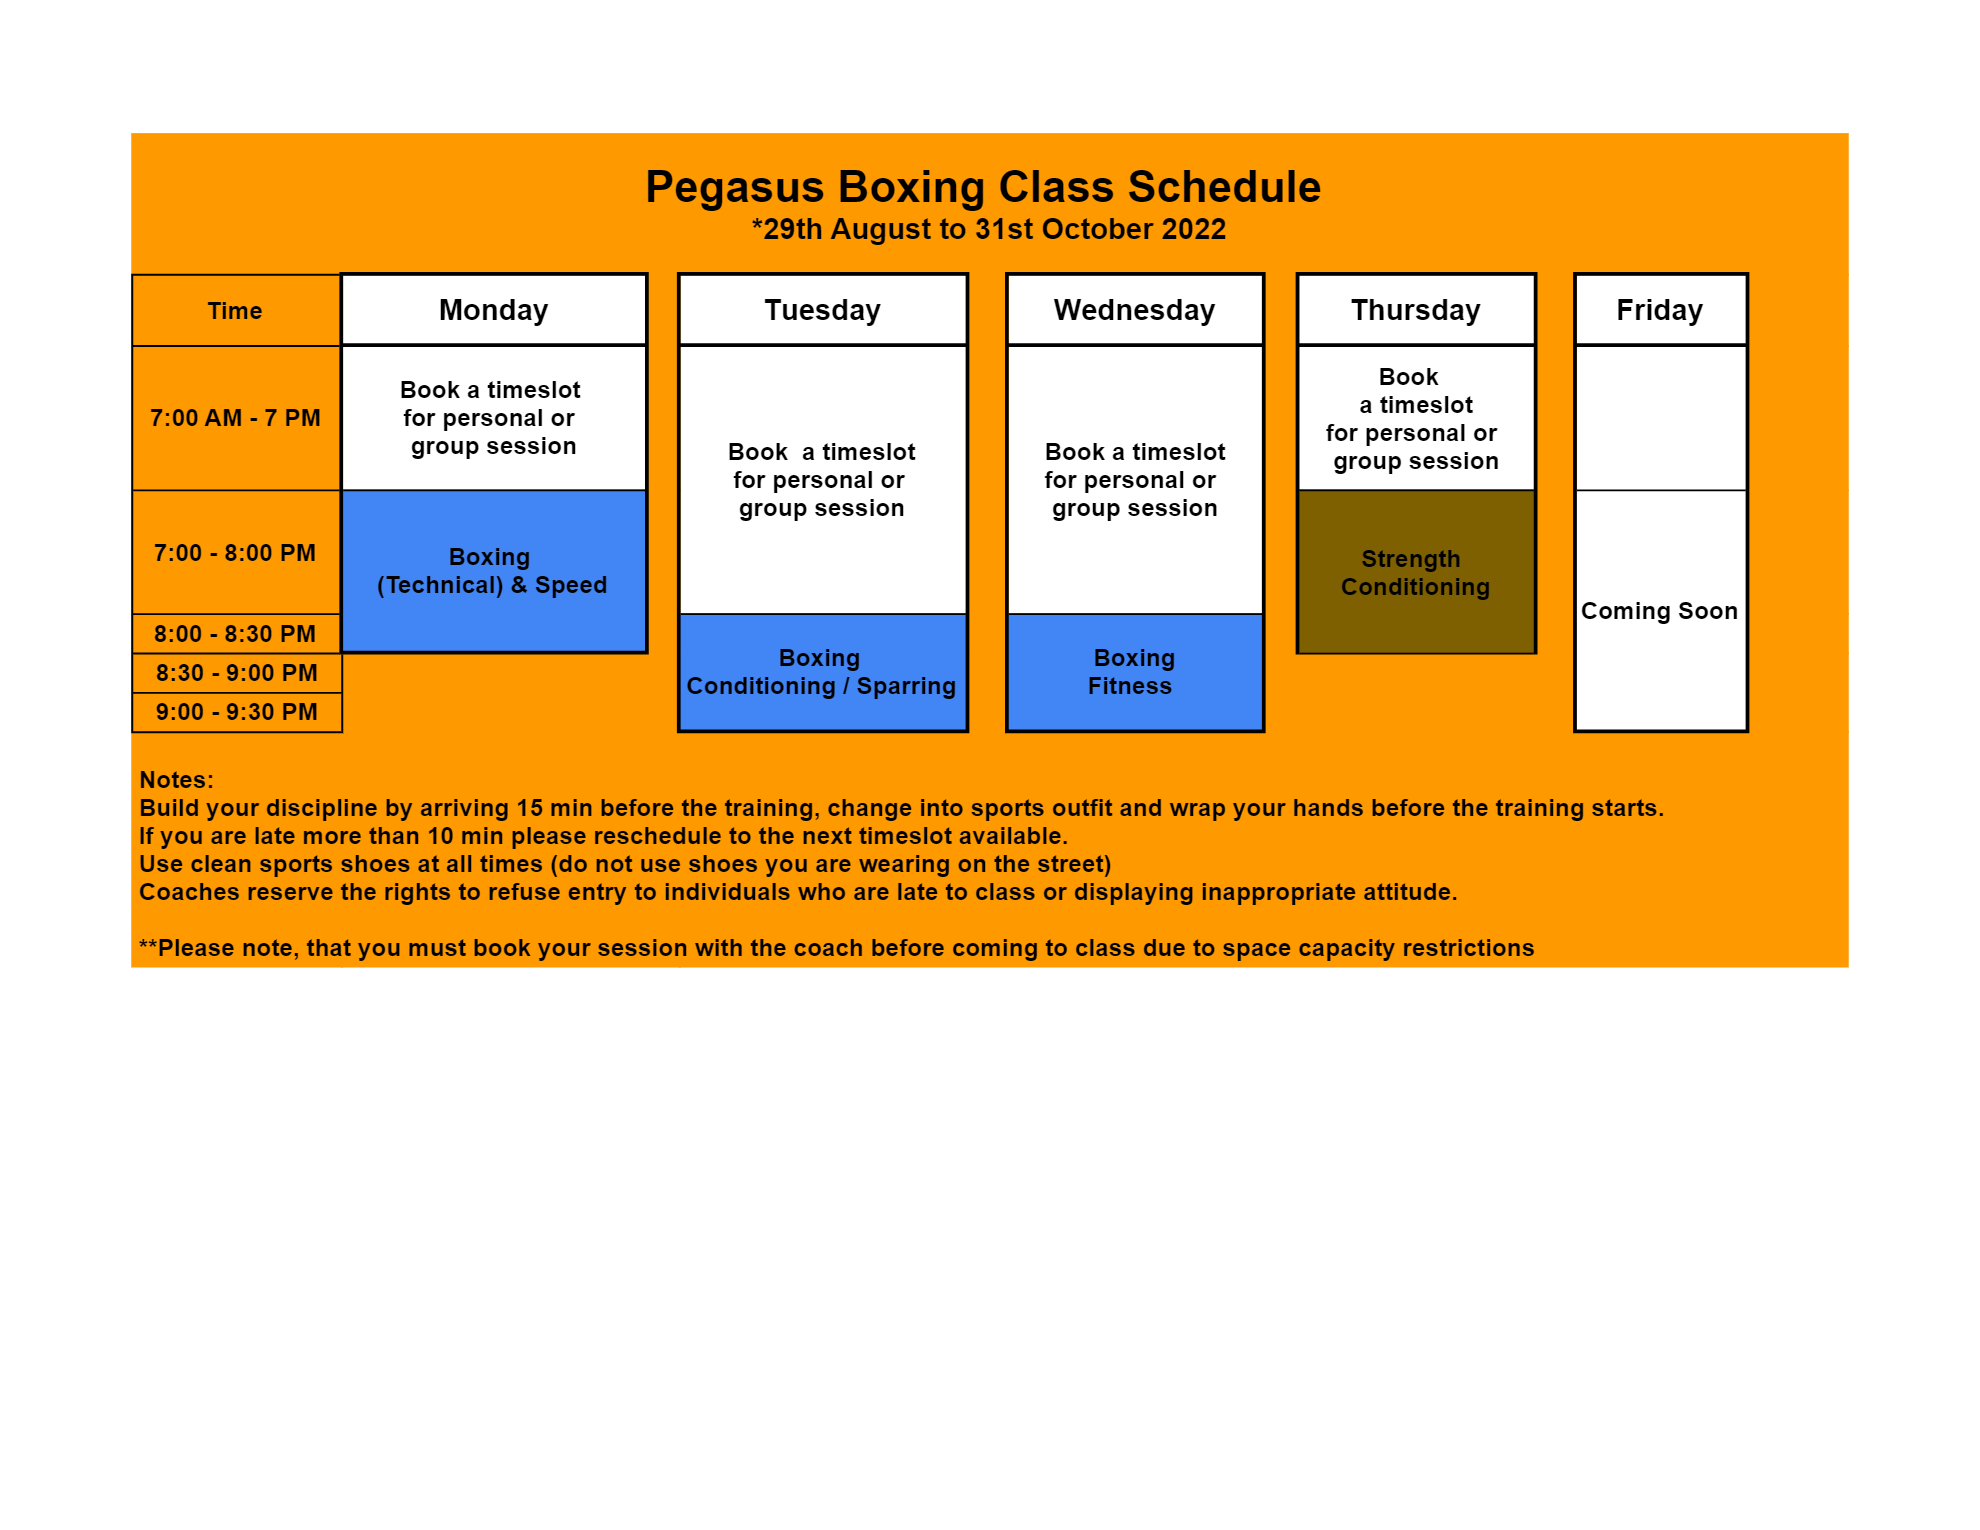 Pegasus Boxing Class Schedule
*29th August to 31st October 2022
Time
Monday
Tuesday
Wednesday
Thursday
Friday
7:00 AM - 7 PM
Book a timeslot
for personal or
group session
Book  a timeslot
for personal or
group session
Book a timeslot
for personal or
group session
Book
a timeslot
for personal or
group session
7:00 - 8:00 PM
Boxing
(Technical) & Speed
Strength
Conditioning
Coming Soon
8:00 - 8:30 PM
8:30 - 9:00 PM
9:00 - 9:30 PM
Boxing
Conditioning / Sparring
Boxing
Fitness
Notes:
Build your discipline by arriving 15 min before the training, change into sports outfit and wrap your hands before the training starts.
If you are late more than 10 min please reschedule to the next timeslot available.
Use clean sports shoes at all times (do not use shoes you are wearing on the street)
Coaches reserve the rights to refuse entry to individuals who are late to class or displaying inappropriate attitude.
**Please note, that you must book your session with the coach before coming to class due to space capacity restrictions